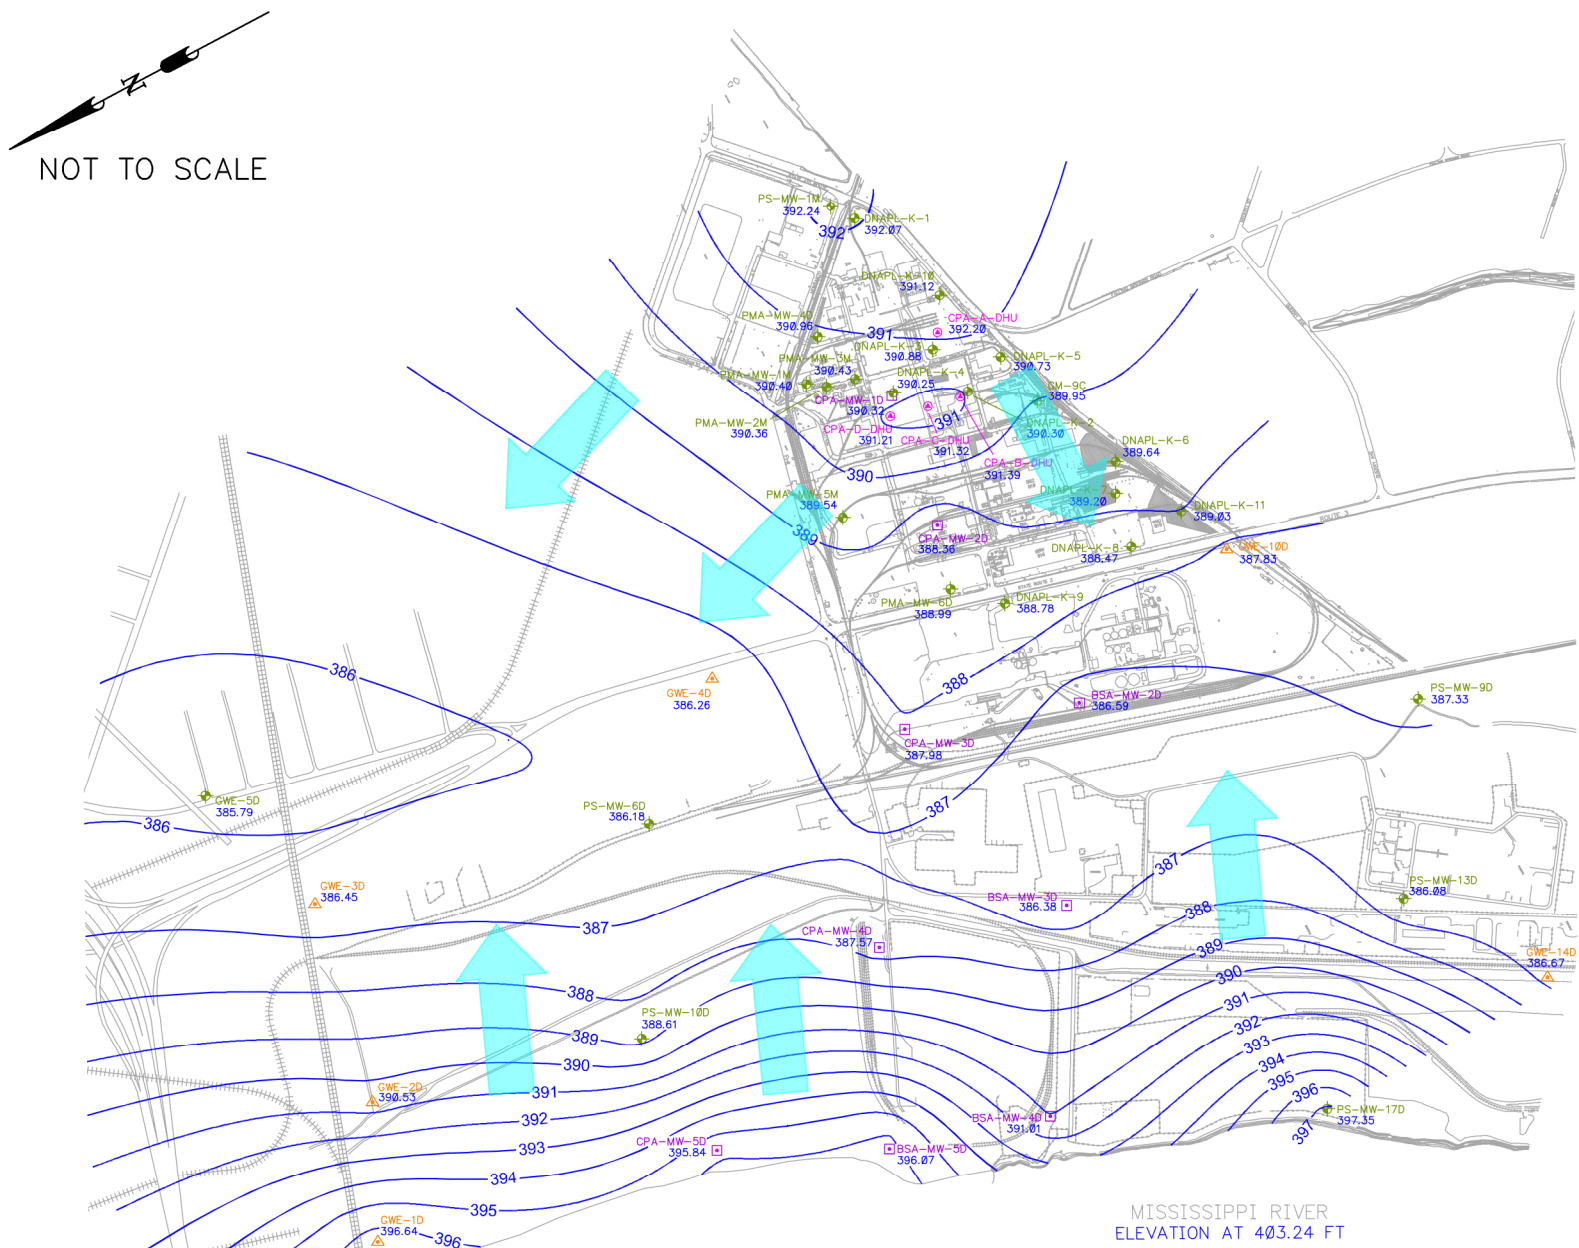 N
NOT TO SCALE
PS-MW-1M
392.24
DNAPL-K-1
392.07
392
DNAPL-K-10
391.12
PMA-MW-4D
390.96
CPA-A-DHU
392.20
391
DNAPL-K-3
390.88
DNAPL-K-5
390.73
PMA-MW-3M
390.43
PMA-MW-1M
390.40
DNAPL-K-4
390.25
GM-9C
389.95
CPA-MW-1D
390.32
PMA-MW-2M
390.36
CPA-D-DHU
391.21
391
CPA-C-DHU
391.32
DNAPL-K-2
390.30
DNAPL-K-6
389.64
CPA-B-DHU
391.39
390
PMA-MW-5M
389.54
DNAPL-K-7
389.20
DNAPL-K-11
389.03
ROUTE 3
389
CPA-MW-2D
388.36
DNAPL-K-8
388.47
GWE-10D
387.83
PMA-MW-6D
388.99
DNAPL-K-9
388.78
386
GWE-4D
386.26
388
BSA-MW-2D
386.59
PS-MW-9D
387.33
CPA-MW-3D
387.98
GWE-5D
385.79
386
PS-MW-6D
386.18
387
387
GWE-3D
386.45
BSA-MW-3D
386.38
PS-MW-13D
386.08
387
388
CPA-MW-4D
387.57
389
GWE-14D
386.67
388
390
391
PS-MW-10D
388.61
389
392
390
393
394
GWE-2D
390.53
391
395
396
392
BSA-MW-4D
391.01
PS-MW-17D
397.35
397
393
CPA-MW-5D
395.84
BSA-MW-5D
396.07
394
395
GWE-1D
396.64
396
MISSISSIPPI RIVER
ELEVATION AT 403.24 FT